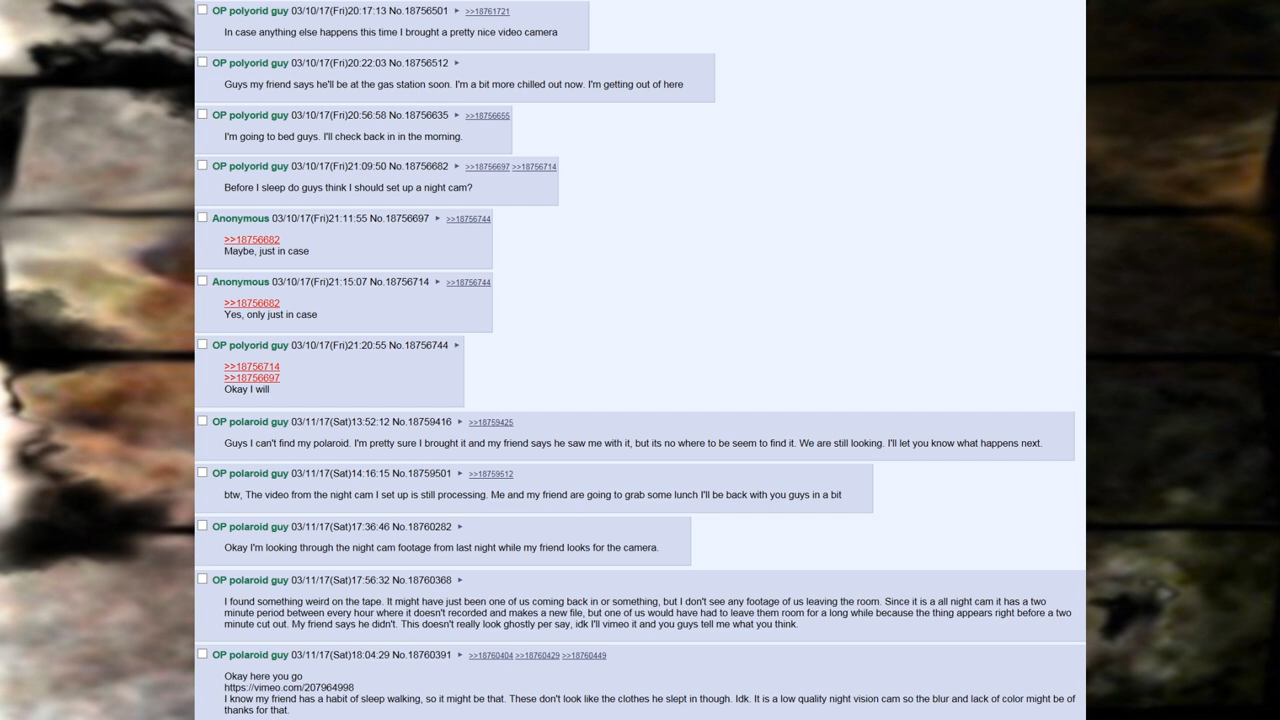 OP polyorid guy 03/10/17(Fri)20:17:13 No.18756501 ► >>18761721
In case anything else happens this time I brought a pretty nice video camera
OP polyorid guy 03/10/17(Fri)20:22:03 No.18756512 ►
Guys my friend says he'll be at the gas station soon. I'm a bit more chilled out now. I'm getting out of here
OP polyorid guy 03/10/17(Fri)20:56:58 No.18756635 ► >>18756655
I'm going to bed guys. I'll check back in in the morning.
OP polyorid guy 03/10/17(Fri)21:09:50 No.18756682 ► >>18756697 >>18756714
Before I sleep do guys think I should set up a night cam?
Anonymous 03/10/17(Fri)21:11:55 No.18756697 ► >>18756744
>>18756682
Maybe, just in case
Anonymous 03/10/17(Fri)21:15:07 No.18756714 ► >>18756744
>>18756682
Yes, only just in case
OP polyorid guy 03/10/17(Fri)21:20:55 No.18756744 ►
>>18756714
>>18756697
Okay I will
OP polaroid guy 03/11/17(Sat)13:52:12 No.18759416 ► >>18759425
Guys I can't find my polaroid. I'm pretty sure I brought it and my friend says he saw me with it, but its no where to be seem to find it. We are still looking. I'll let you know what happens next.
OP polaroid guy 03/11/17(Sat)14:16:15 No.18759501 ► >>18759512
btw, The video from the night cam I set up is still processing. Me and my friend are going to grab some lunch I'll be back with you guys in a bit
OP polaroid guy 03/11/17(Sat)17:36:46 No.18760282 ►
Okay I'm looking through the night cam footage from last night while my friend looks for the camera.
OP polaroid guy 03/11/17(Sat)17:56:32 No.18760368 ►
I found something weird on the tape. It might have just been one of us coming back in or something, but I don't see any footage of us leaving the room. Since it is a all night cam it has a two
minute period between every hour where it doesn't recorded and makes a new file, but one of us would have had to leave them room for a long while because the thing appears right before a two
minute cut out. My friend says he didn't. This doesn't really look ghostly per say, idk I'll vimeo it and you guys tell me what you think.
OP polaroid guy 03/11/17(Sat)18:04:29 No.18760391 ► >>18760404 >>18760429 >>18760449
Okay here you go
https://vimeo.com/207964998
I know my friend has a habit of sleep walking, so it might be that. These don't look like the clothes he slept in though. Idk. It is a low quality night vision cam so the blur and lack of color might be of
thanks for that.